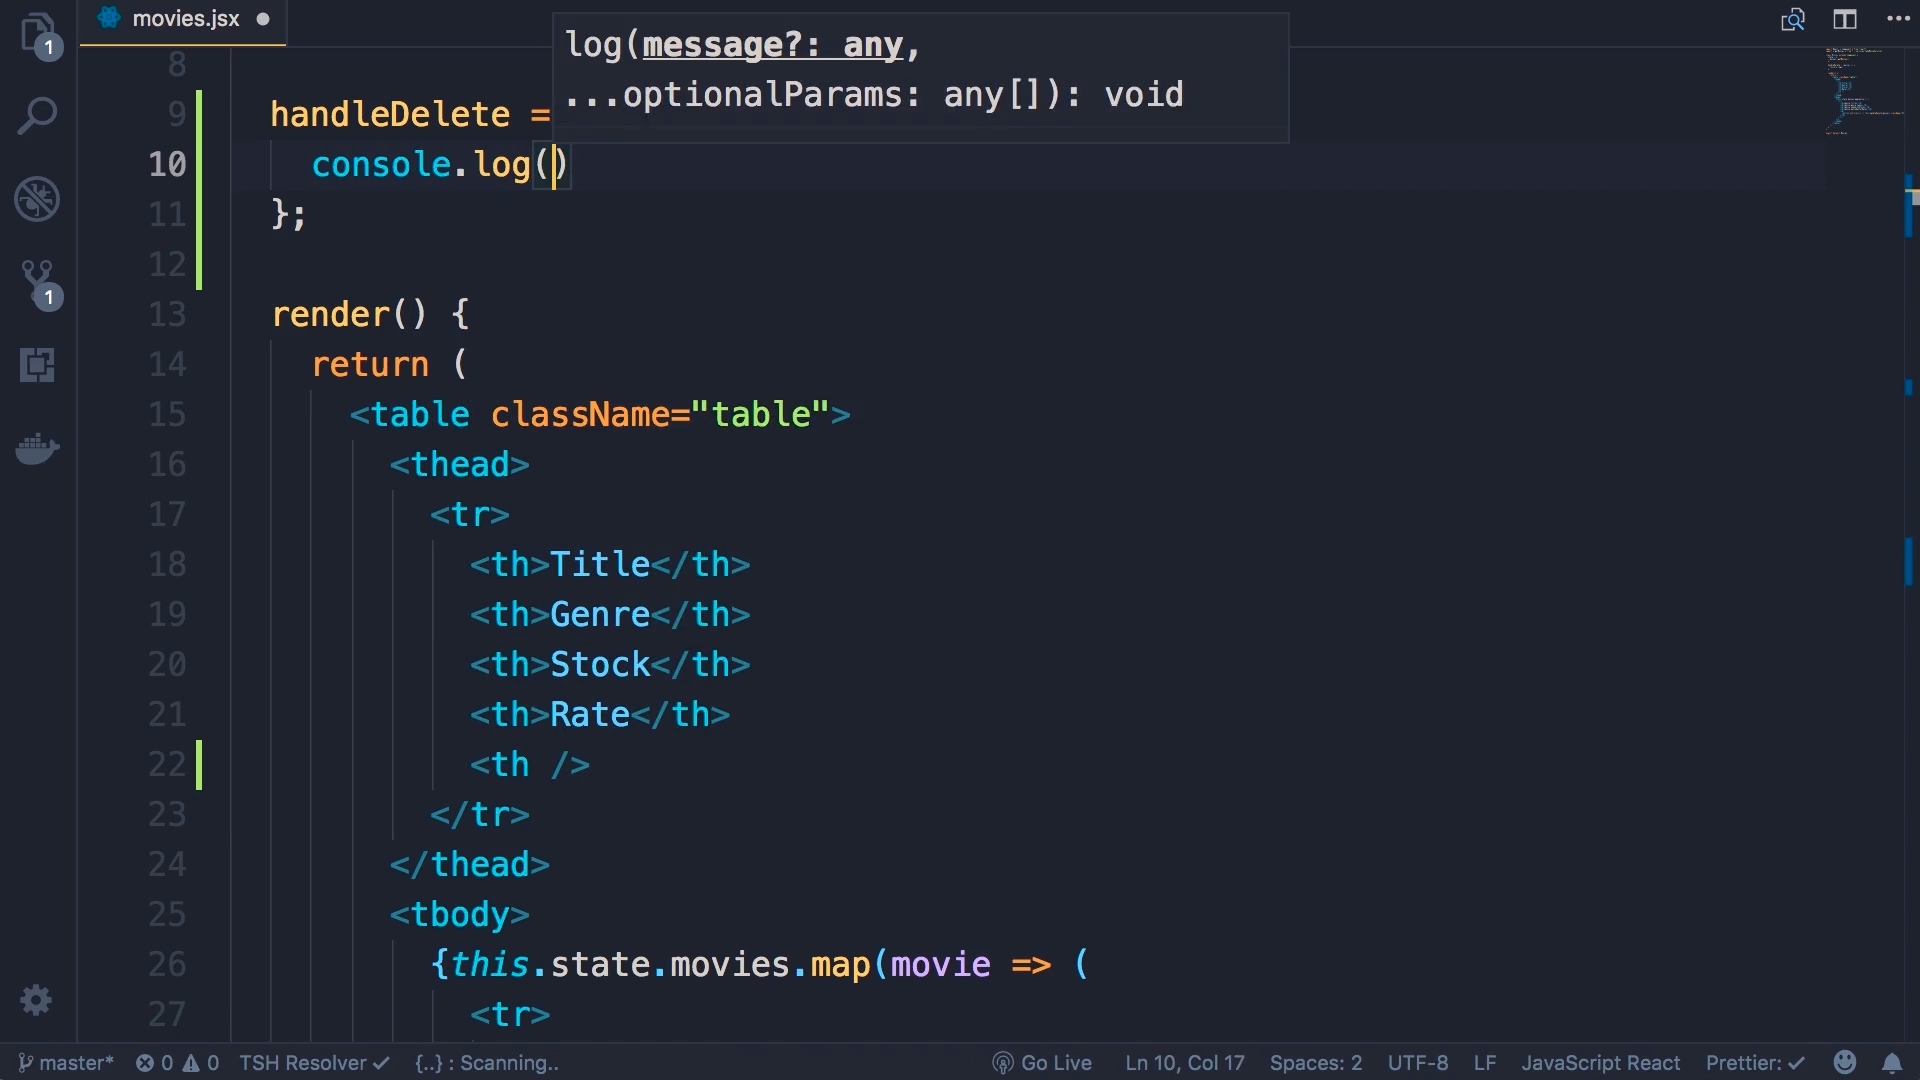 movies.jsx
log(message?: any,
...optionalParams: any[]): void
1
8
9 handleDelete =
10 console.log()
11 };
12
1
13 render() {
14 return (
15 <table className="table">
16 <thead>
17 <tr>
18 <th>Title</th>
19 <th>Genre</th>
20 <th>Stock</th>
21 <th>Rate</th>
22 <th />
23 </tr>
24 </thead>
25 <tbody>
26 {this.state.movies.map(movie => (
27 <tr>
master* 0 0 TSH Resolver ✓ {..} : Scanning.. Go Live Ln 10, Col 17 Spaces: 2 UTF-8 LF JavaScript React Prettier: ✓